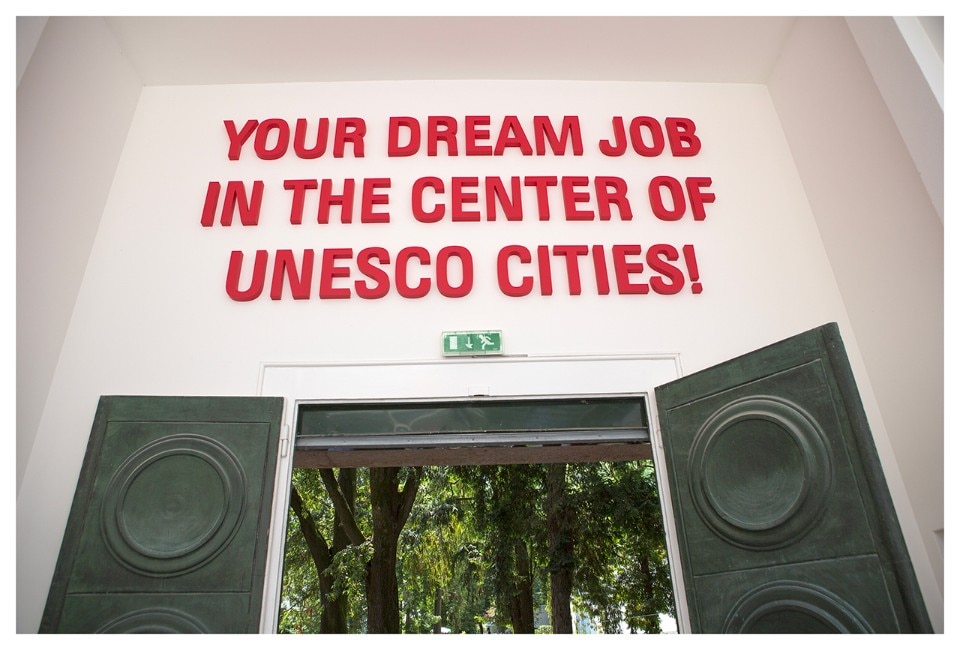 YOUR DREAM JOB
IN THE CENTER OF
UNESCO CITIES!